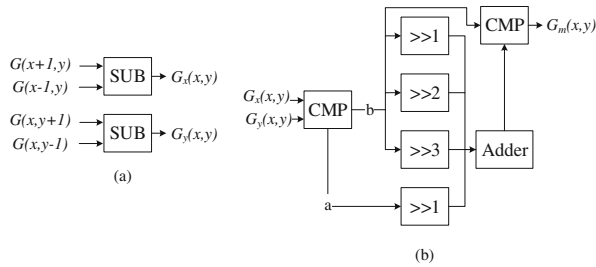 G(x+1,y)
G(x-1,y)
SUB
Gx(x,y)
G(x,y+1)
G(x,y-1)
SUB
Gy(x,y)
(a)
Gx(x,y)
Gy(x,y)
CMP
b
a
>>1
>>2
>>3
>>1
Adder
CMP
Gm(x,y)
(b)